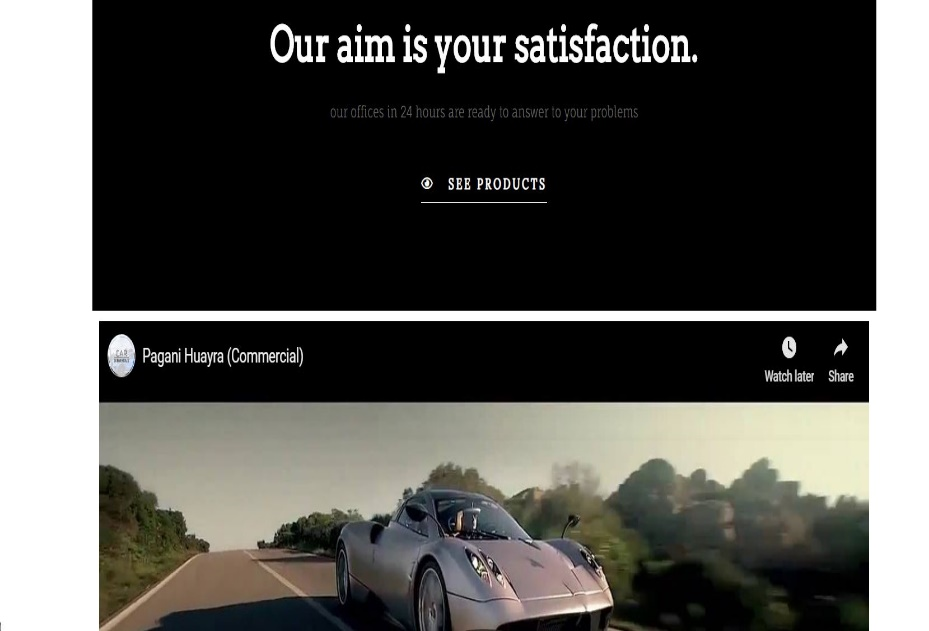 Our aim is your satisfaction.
our offices in 24 hours are ready to answer to your problems
SEE PRODUCTS
Pagani Huayra (Commercial)
Watch later
Share